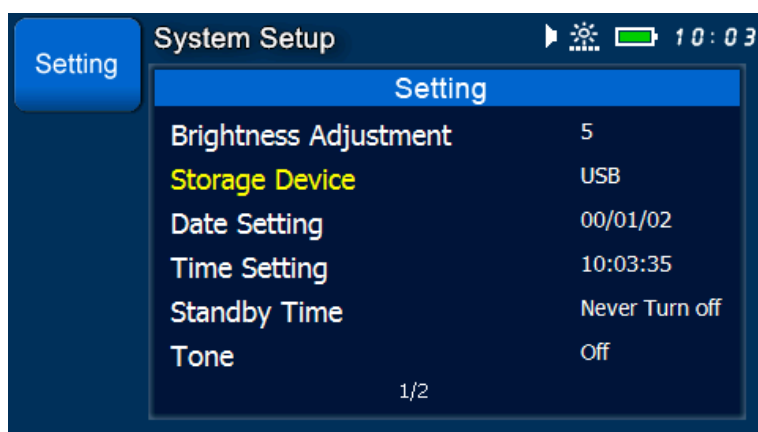 Setting
System Setup 10:03
Setting
Brightness Adjustment 5
Storage Device USB
Date Setting 00/01/02
Time Setting 10:03:35
Standby Time Never Turn off
Tone Off
1/2